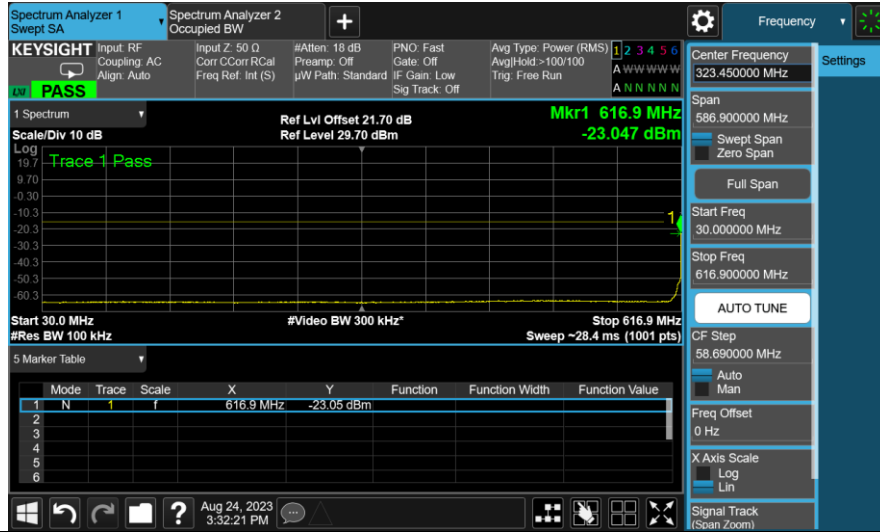 Spectrum Analyzer 1
Swept SA
Spectrum Analyzer 2
Occupied BW
Frequency
KEYSIGHT
Input: RF
Coupling: AC
Align: Auto
Input Z: 50 Ω
Corr CCorr RCal
Freq Ref: Int (S)
#Atten: 18 dB
Preamp: Off
µW Path: Standard
PNO: Fast
Gate: Off
IF Gain: Low
Sig Track: Off
Avg Type: Power (RMS)
Avg|Hold:>100/100
Trig: Free Run
1 2 3 4 5 6
A W W W W W
A N N N N N
LXI PASS
1 Spectrum
Scale/Div 10 dB
Ref Lvl Offset 21.70 dB
Ref Level 29.70 dBm
Mkr1 616.9 MHz
-23.047 dBm
Log
Trace 1 Pass
19.7
9.70
-0.30
-10.3
-20.3
-30.3
-40.3
-50.3
-60.3
1
Start 30.0 MHz
#Res BW 100 kHz
#Video BW 300 kHz*
Stop 616.9 MHz
Sweep ~28.4 ms (1001 pts)
5 Marker Table
Mode Trace Scale X Y Function Function Width Function Value
1 N 1 f 616.9 MHz -23.05 dBm
2
3
4
5
6
Center Frequency
323.450000 MHz
Settings
Span
586.900000 MHz
Swept Span
Zero Span
Full Span
Start Freq
30.000000 MHz
Stop Freq
616.900000 MHz
AUTO TUNE
CF Step
58.690000 MHz
Auto
Man
Freq Offset
0 Hz
X Axis Scale
Log
Lin
Signal Track
(Span Zoom)
?
Aug 24, 2023
3:32:21 PM